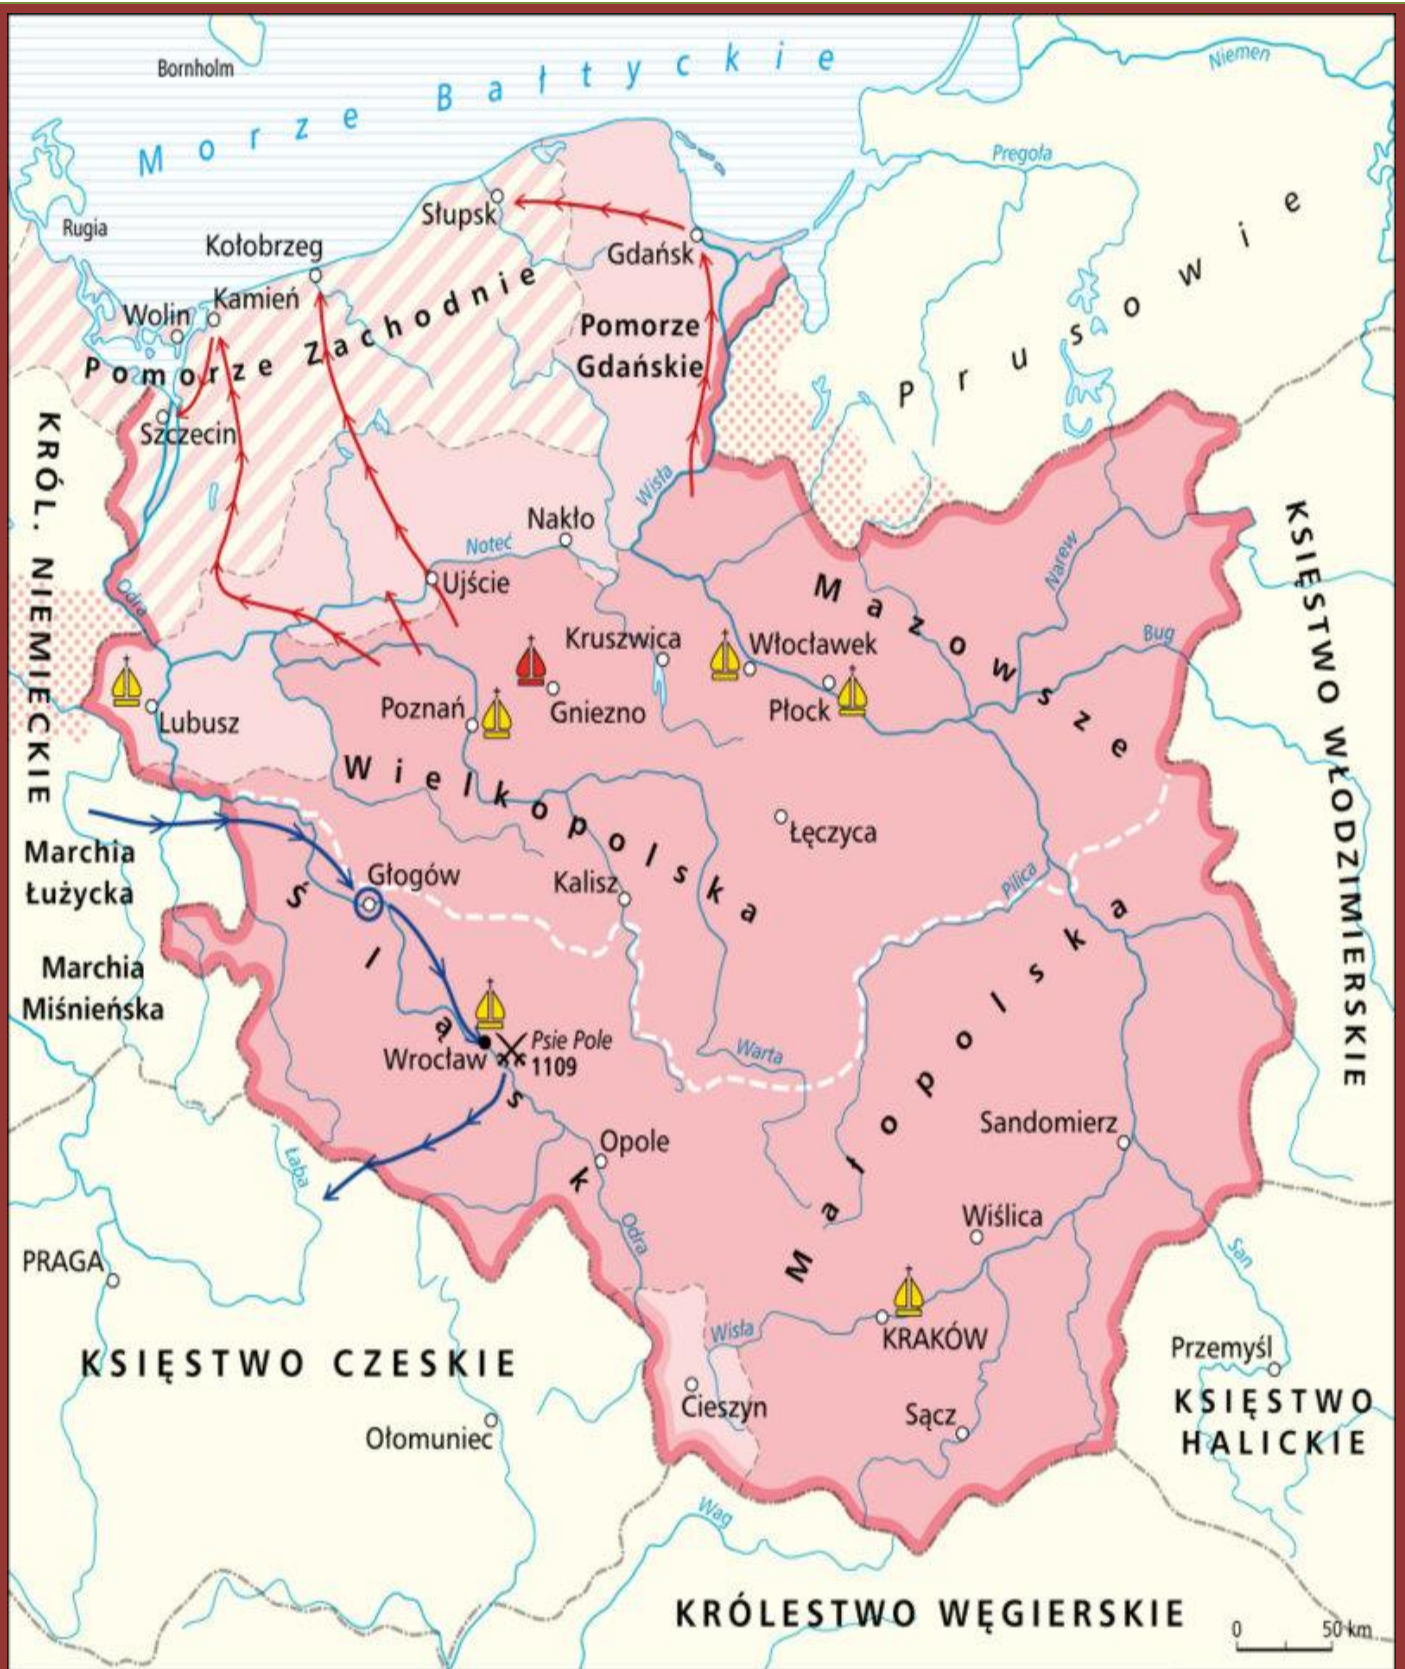 Bornholm
Morze Bałtyckie
Niemen
Pregoła
Rugia
Słupsk
Kołobrzeg
Gdańsk
Kamień
Wolin
Pomorze Zachodnie
Pomorze
Gdańskie
Prusowie
Szczecin
KRÓL. NIEMIECKIE
Wisła
Nakło
Noteć
Ujście
Odra
Narew
Mazowsze
KSIĘSTWO WŁODZIMIERSKIE
Kruszwica
Włocławek
Bug
Lubusz
Poznań
Gniezno
Płock
Wielkopolska
Łęczyca
Marchia
Łużycka
Głogów
Kalisz
Pilica
Śląsk
Marchia
Miśnieńska
Małopolska
Wrocław
Psie Pole
1109
Warta
Sandomierz
Opole
Łaba
Odra
Wiślica
San
PRAGA
Wisła
KRAKÓW
Przemyśl
KSIĘSTWO CZESKIE
KSIĘSTWO
HALICKIE
Cieszyn
Sącz
Ołomuniec
Wag
KRÓLESTWO WĘGIERSKIE
0 50 km